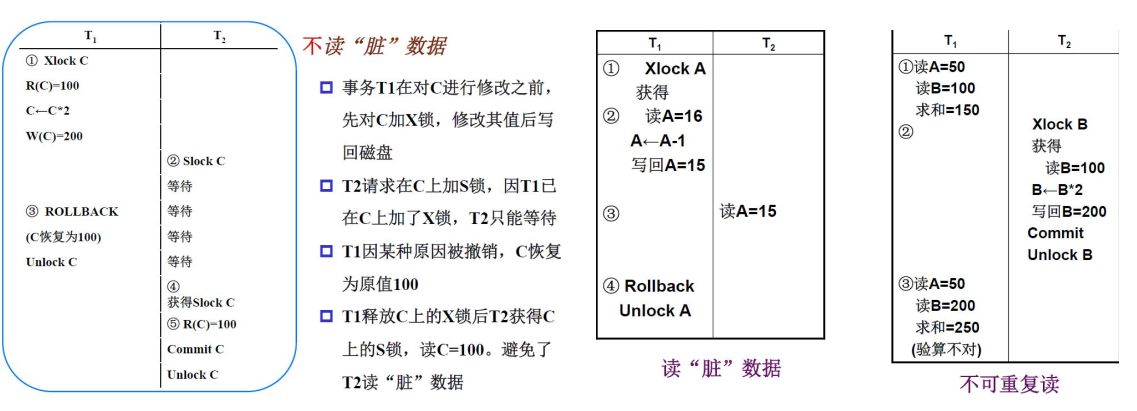 T1 T2
① Xlock C
R(C)=100
C←C*2
W(C)=200
② Slock C
等待
③ ROLLBACK 等待
(C恢复为100) 等待
Unlock C 等待
④
获得Slock C
⑤ R(C)=100
Commit C
Unlock C
不读“脏”数据
事务T1在对C进行修改之前，
先对C加X锁，修改其值后写
回磁盘
T2请求在C上加S锁，因T1已
在C上加了X锁，T2只能等待
T1因某种原因被撤销，C恢复
为原值100
T1释放C上的X锁后T2获得C
上的S锁，读C=100。避免了
T2读“脏”数据
T1 T2
① Xlock A
获得
② 读A=16
A←A-1
写回A=15
③ 读A=15
④ Rollback
Unlock A
读“脏”数据
T1 T2
①读A=50
读B=100
求和=150
②
Xlock B
获得
读B=100
B←B*2
写回B=200
Commit
Unlock B
③读A=50
读B=200
求和=250
(验算不对)
不可重复读